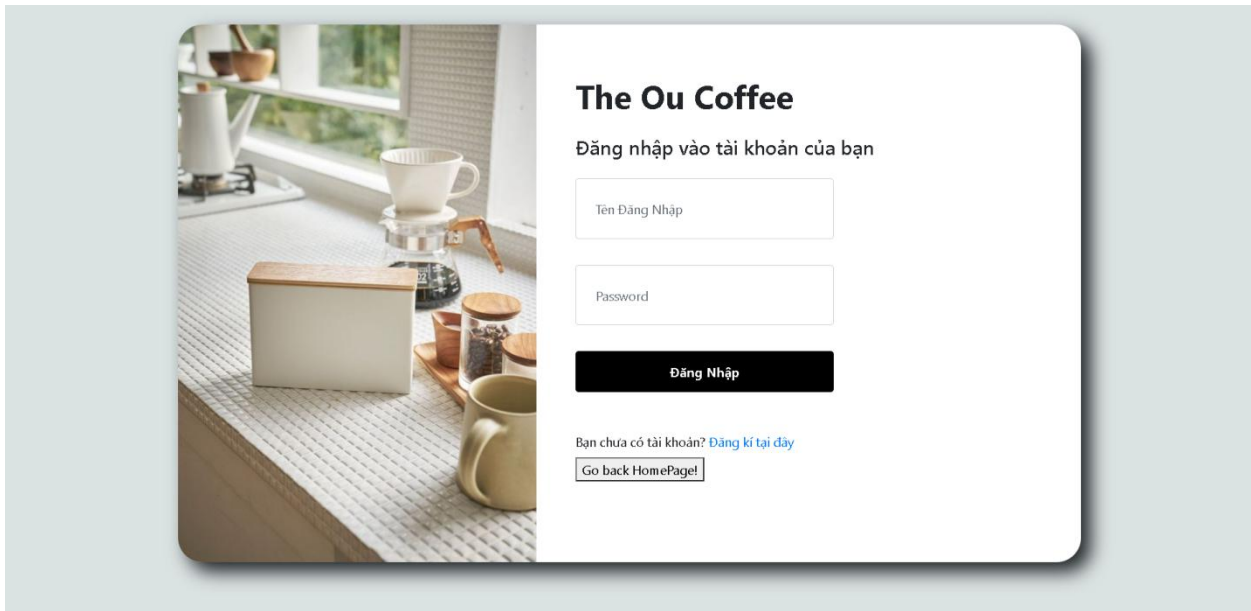 The Ou Coffee
Đăng nhập vào tài khoản của bạn
Tên Đăng Nhập
Password
Đăng Nhập
Bạn chưa có tài khoản? Đăng kí tại đây
Go back HomePage!